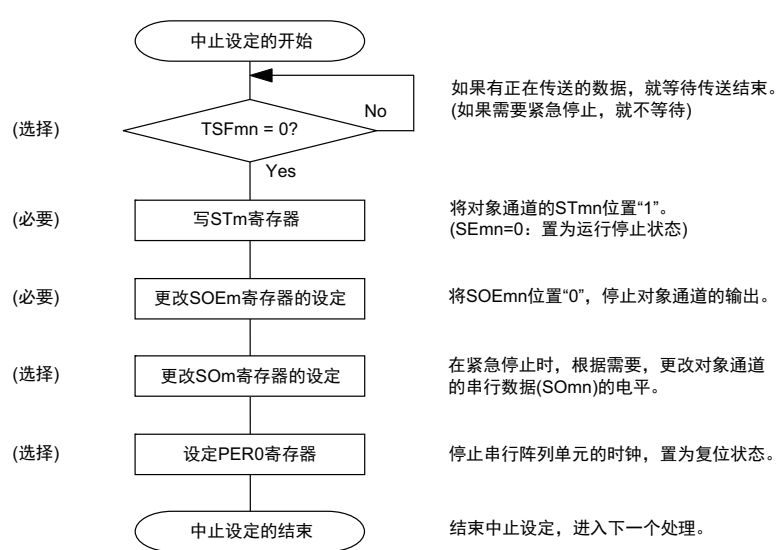 中止设定的开始
如果有正在传送的数据，就等待传送结束。
(如果需要紧急停止，就不等待)
No
(选择)
TSFmn = 0?
Yes
(必要)
写STm寄存器
将对象通道的STmn位置“1”。
(SEmn=0：置为运行停止状态)
(必要)
更改SOEm寄存器的设定
将SOEmn位置“0”，停止对象通道的输出。
(选择)
更改SOm寄存器的设定
在紧急停止时，根据需要，更改对象通道
的串行数据(SOmn)的电平。
(选择)
设定PER0寄存器
停止串行阵列单元的时钟，置为复位状态。
中止设定的结束
结束中止设定，进入下一个处理。